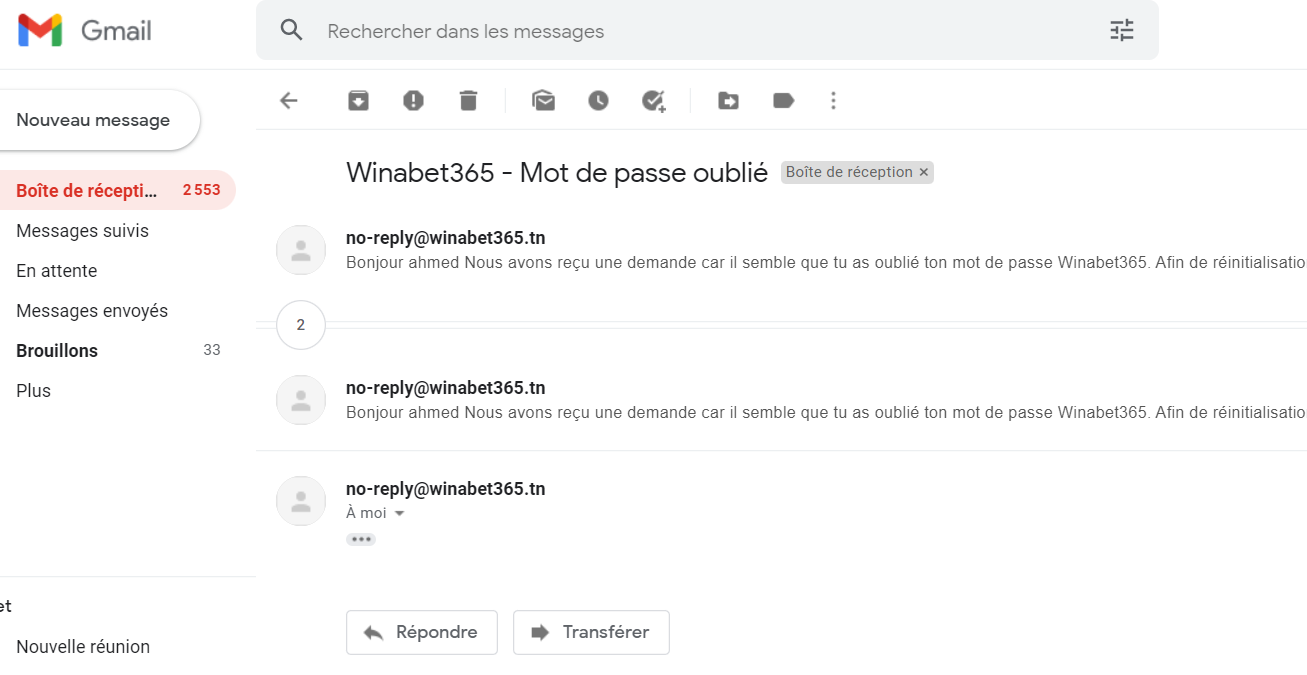 Gmail
Rechercher dans les messages
Nouveau message
Boîte de récepti... 2 553
Messages suivis
En attente
Messages envoyés
Brouillons 33
Plus
et
Nouvelle réunion
Winabet365 - Mot de passe oublié Boîte de réception ×
no-reply@winabet365.tn
Bonjour ahmed Nous avons reçu une demande car il semble que tu as oublié ton mot de passe Winabet365. Afin de réinitialisatio
2
no-reply@winabet365.tn
Bonjour ahmed Nous avons reçu une demande car il semble que tu as oublié ton mot de passe Winabet365. Afin de réinitialisatio
no-reply@winabet365.tn
À moi
Répondre Transférer